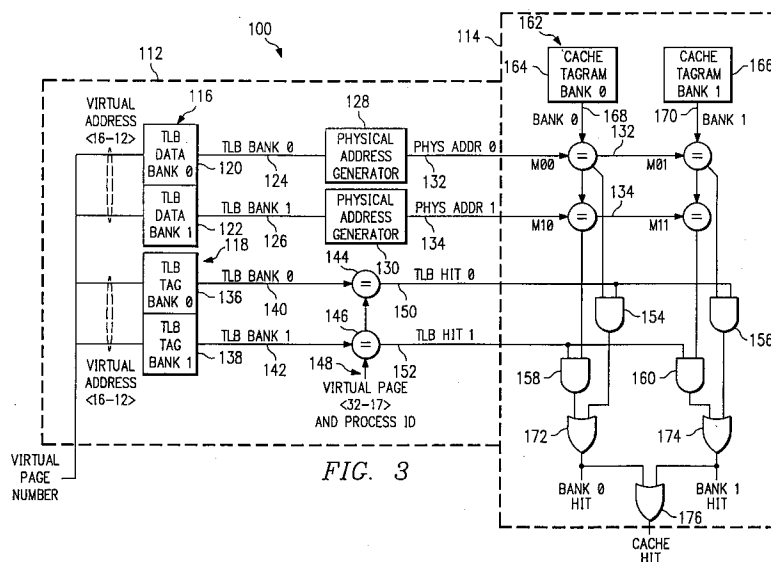 100
112
114
162
164
CACHE
TAGRAM
BANK 0
CACHE
TAGRAM
BANK 1
166
VIRTUAL
ADDRESS
<16-12>
116
128
BANK 0
168
132
170
BANK 1
TLB
DATA
BANK 0
120
TLB BANK 0
124
PHYSICAL
ADDRESS
GENERATOR
PHYS ADDR 0
132
M00
=
M01
=
TLB
DATA
BANK 1
122
118
TLB BANK 1
126
PHYSICAL
ADDRESS
GENERATOR
130
PHYS ADDR 1
134
M10
=
134
M11
=
TLB
TAG
BANK 0
136
TLB BANK 0
140
144
=
TLB HIT 0
150
154
156
TLB
TAG
BANK 1
138
TLB BANK 1
142
146
=
148
TLB HIT 1
152
158
160
VIRTUAL
ADDRESS
<16-12>
VIRTUAL PAGE
<32-17>
AND PROCESS ID
172
174
VIRTUAL
PAGE
NUMBER
FIG. 3
BANK 0
HIT
BANK 1
HIT
176
CACHE
HIT